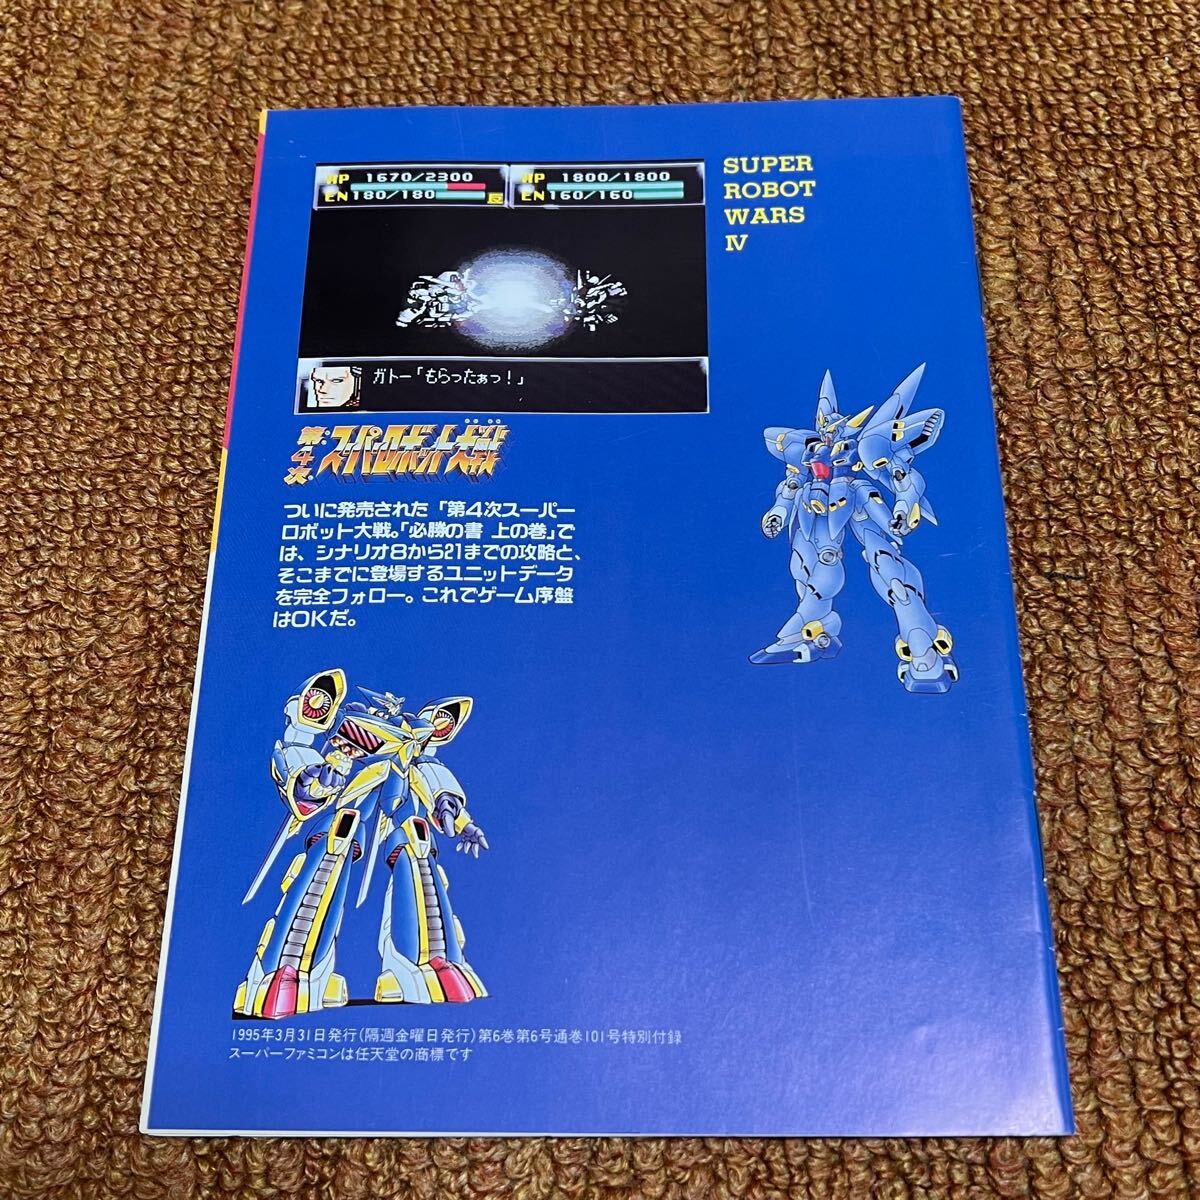 HP 1670/2300
EN180/180
HP 1800/1800
EN160/160
ガトー「もらったぁっ！」
SUPER
ROBOT
WARS
IV
第4次スーパーロボット大戦
ついに発売された「第4次スーパー
ロボット大戦。「必勝の書 上の巻」で
は、シナリオ8から21までの攻略と、
そこまでに登場するユニットデータ
を完全フォロー。これでゲーム序盤
はOKだ。
1995年3月31日発行(隔週金曜日発行)第6巻第6号通巻101号特別付録
スーパーファミコンは任天堂の商標です